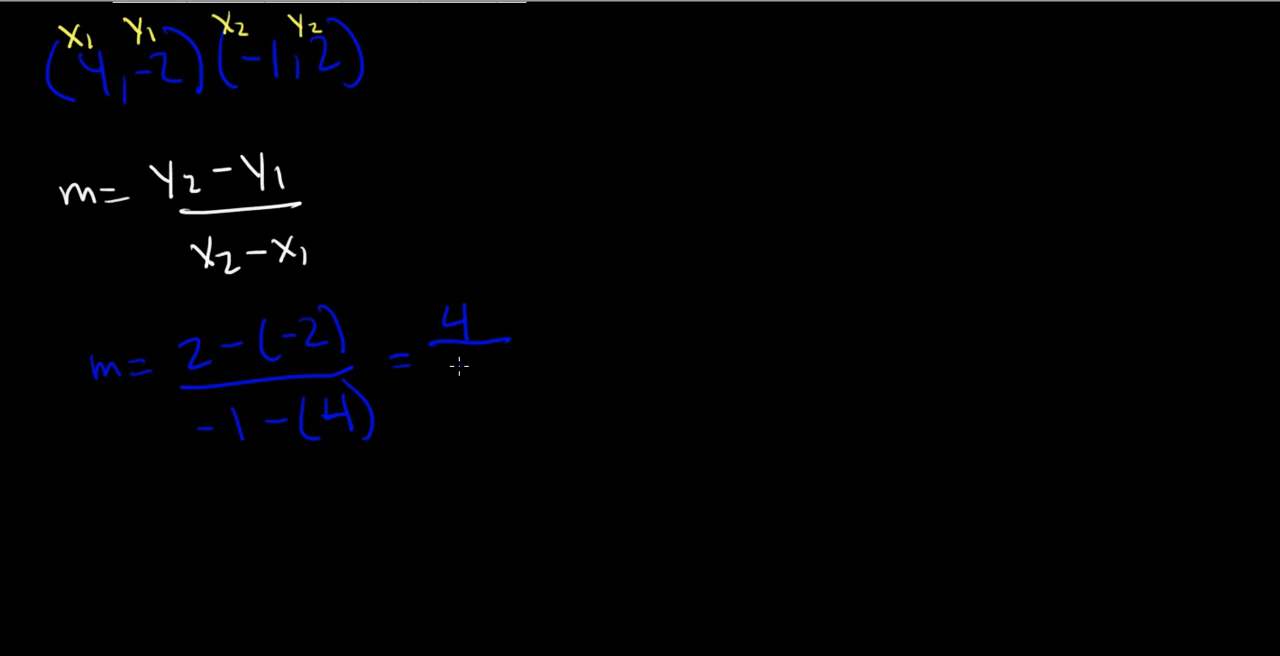 x₁ y₁ x₂ y₂
(4,-2)(-1,2)
m= y₂-y₁
x₂-x₁
m= 2-(-2) = 4
-1-(4)